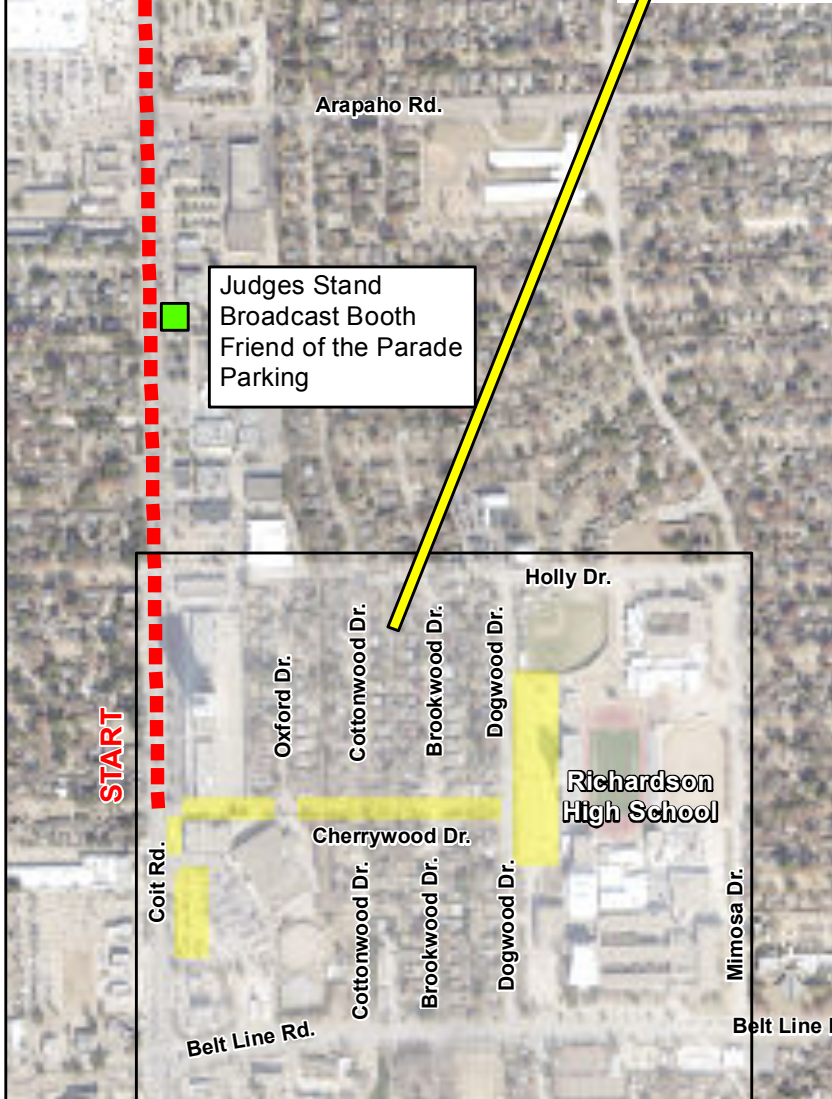 Arapaho Rd.
Judges Stand
Broadcast Booth
Friend of the Parade
Parking
Holly Dr.
Oxford Dr.
Cottonwood Dr.
Brookwood Dr.
Dogwood Dr.
START
Richardson
High School
Cherrywood Dr.
Coit Rd.
Cottonwood Dr.
Brookwood Dr.
Dogwood Dr.
Mimosa Dr.
Belt Line Rd.
Belt Line